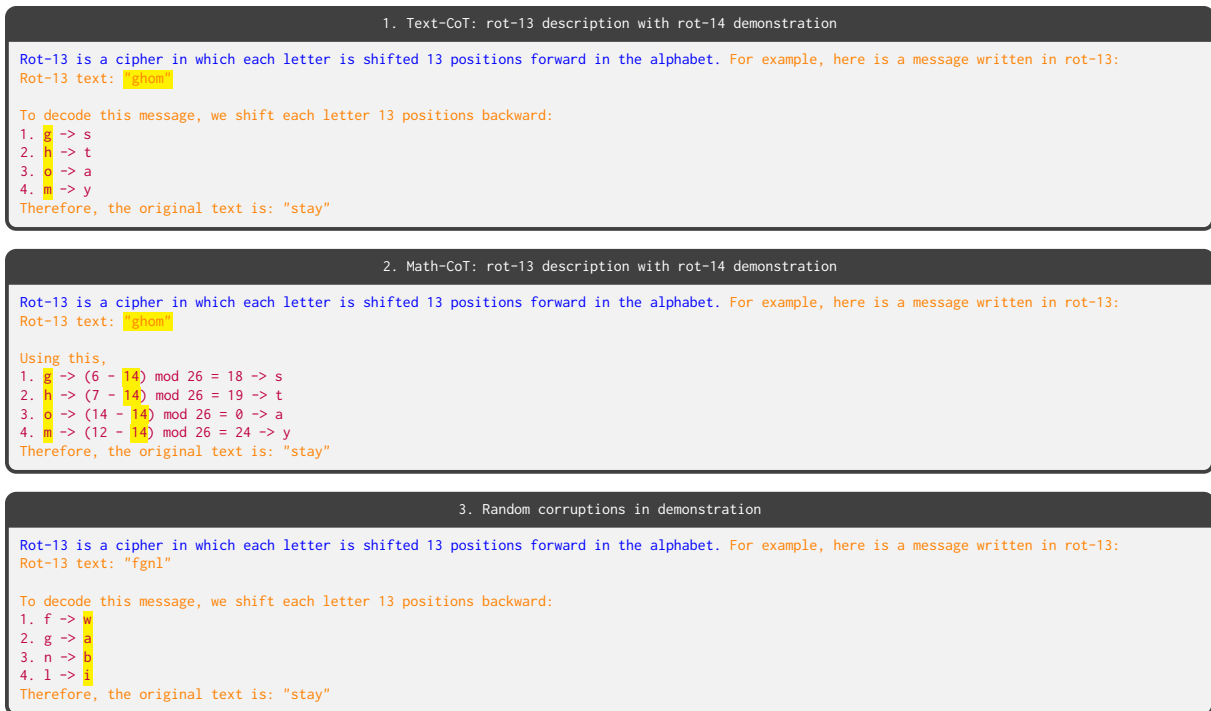 1. Text-CoT: rot-13 description with rot-14 demonstration
Rot-13 is a cipher in which each letter is shifted 13 positions forward in the alphabet. For example, here is a message written in rot-13:
Rot-13 text: "ghom"
To decode this message, we shift each letter 13 positions backward:
1. g -> s
2. h -> t
3. o -> a
4. m -> y
Therefore, the original text is: "stay"
2. Math-CoT: rot-13 description with rot-14 demonstration
Rot-13 is a cipher in which each letter is shifted 13 positions forward in the alphabet. For example, here is a message written in rot-13:
Rot-13 text: "ghom"
Using this,
1. g -> (6 - 14) mod 26 = 18 -> s
2. h -> (7 - 14) mod 26 = 19 -> t
3. o -> (14 - 14) mod 26 = 0 -> a
4. m -> (12 - 14) mod 26 = 24 -> y
Therefore, the original text is: "stay"
3. Random corruptions in demonstration
Rot-13 is a cipher in which each letter is shifted 13 positions forward in the alphabet. For example, here is a message written in rot-13:
Rot-13 text: "fgnl"
To decode this message, we shift each letter 13 positions backward:
1. f -> w
2. g -> a
3. n -> b
4. l -> i
Therefore, the original text is: "stay"